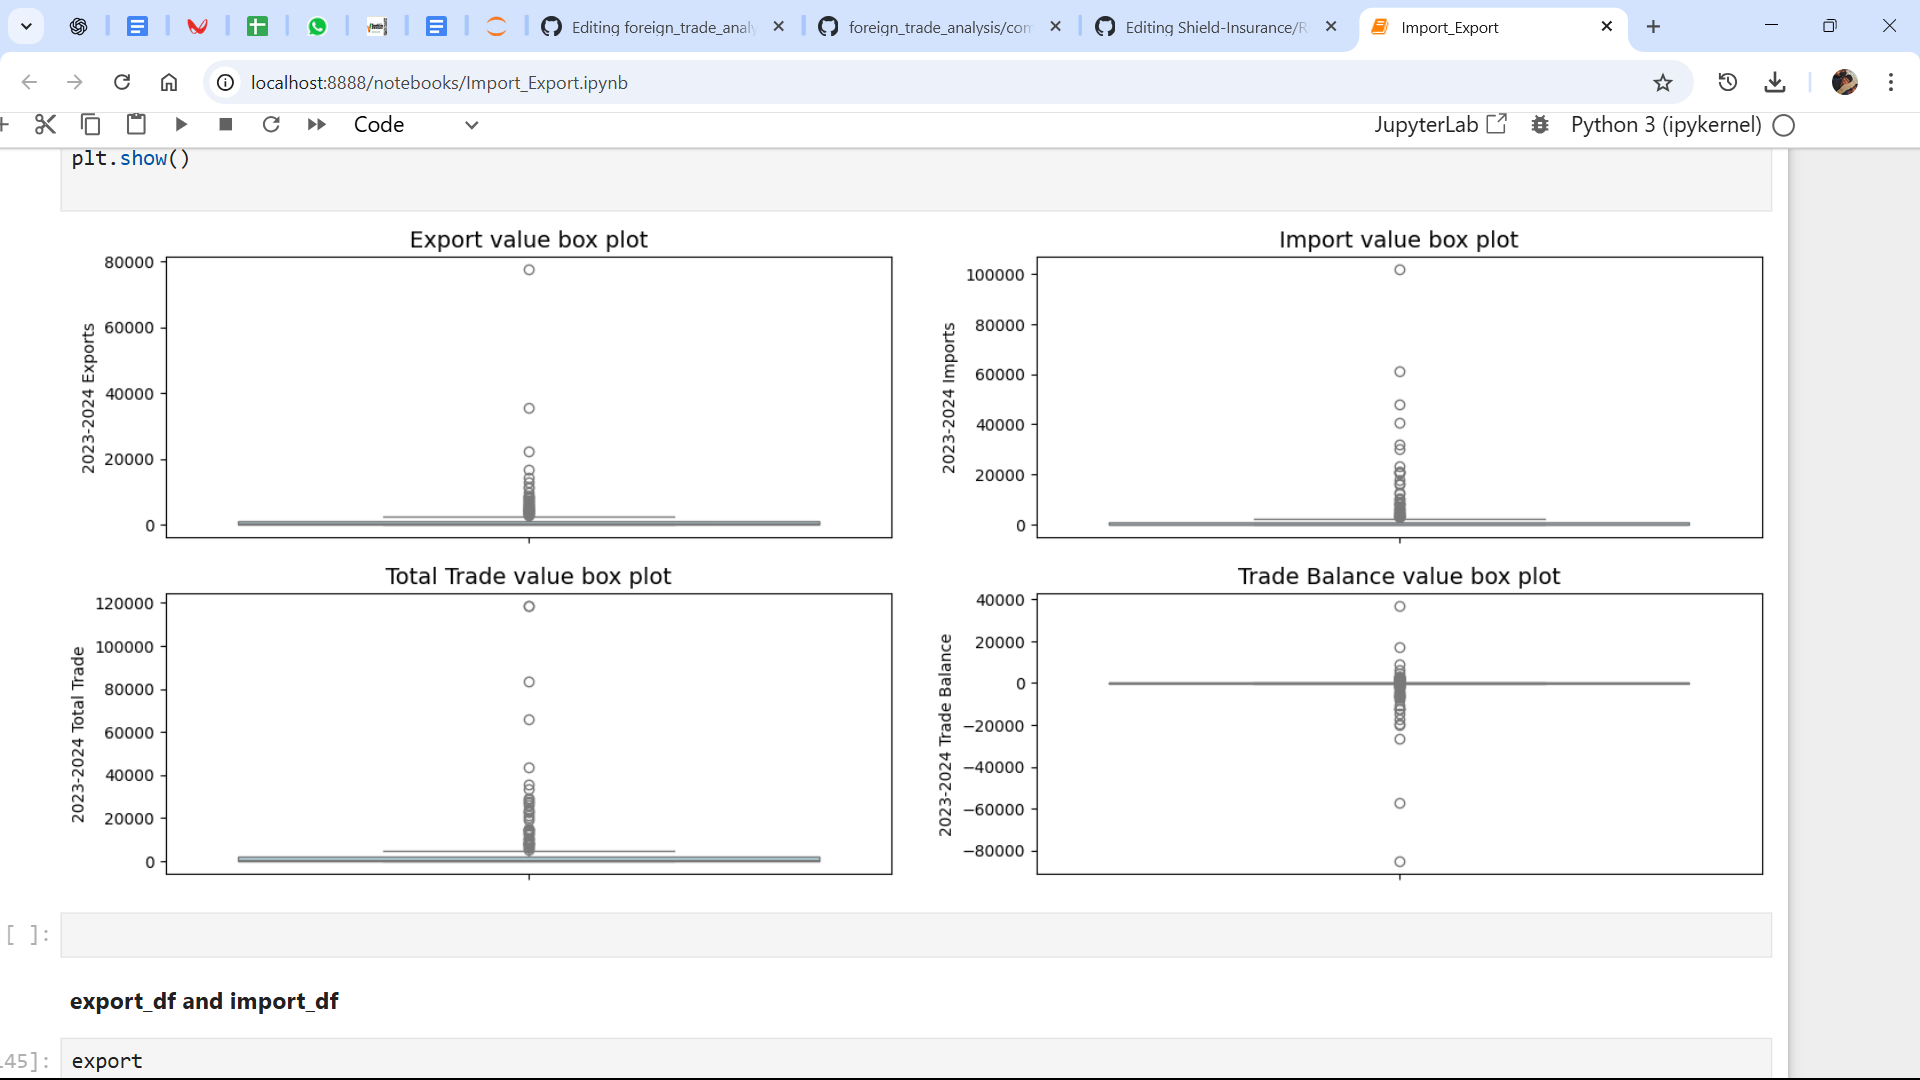 Editing foreign_trade_analy
foreign_trade_analysis/com
Editing Shield-Insurance/R
Import_Export
localhost:8888/notebooks/Import_Export.ipynb
Code
JupyterLab
Python 3 (ipykernel)
plt.show()
Export value box plot
80000
60000
40000
20000
0
2023-2024 Exports
Import value box plot
100000
80000
60000
40000
20000
0
2023-2024 Imports
Total Trade value box plot
120000
100000
80000
60000
40000
20000
0
2023-2024 Total Trade
Trade Balance value box plot
40000
20000
0
−20000
−40000
−60000
−80000
2023-2024 Trade Balance
[ ]:
export_df and import_df
45]:
export